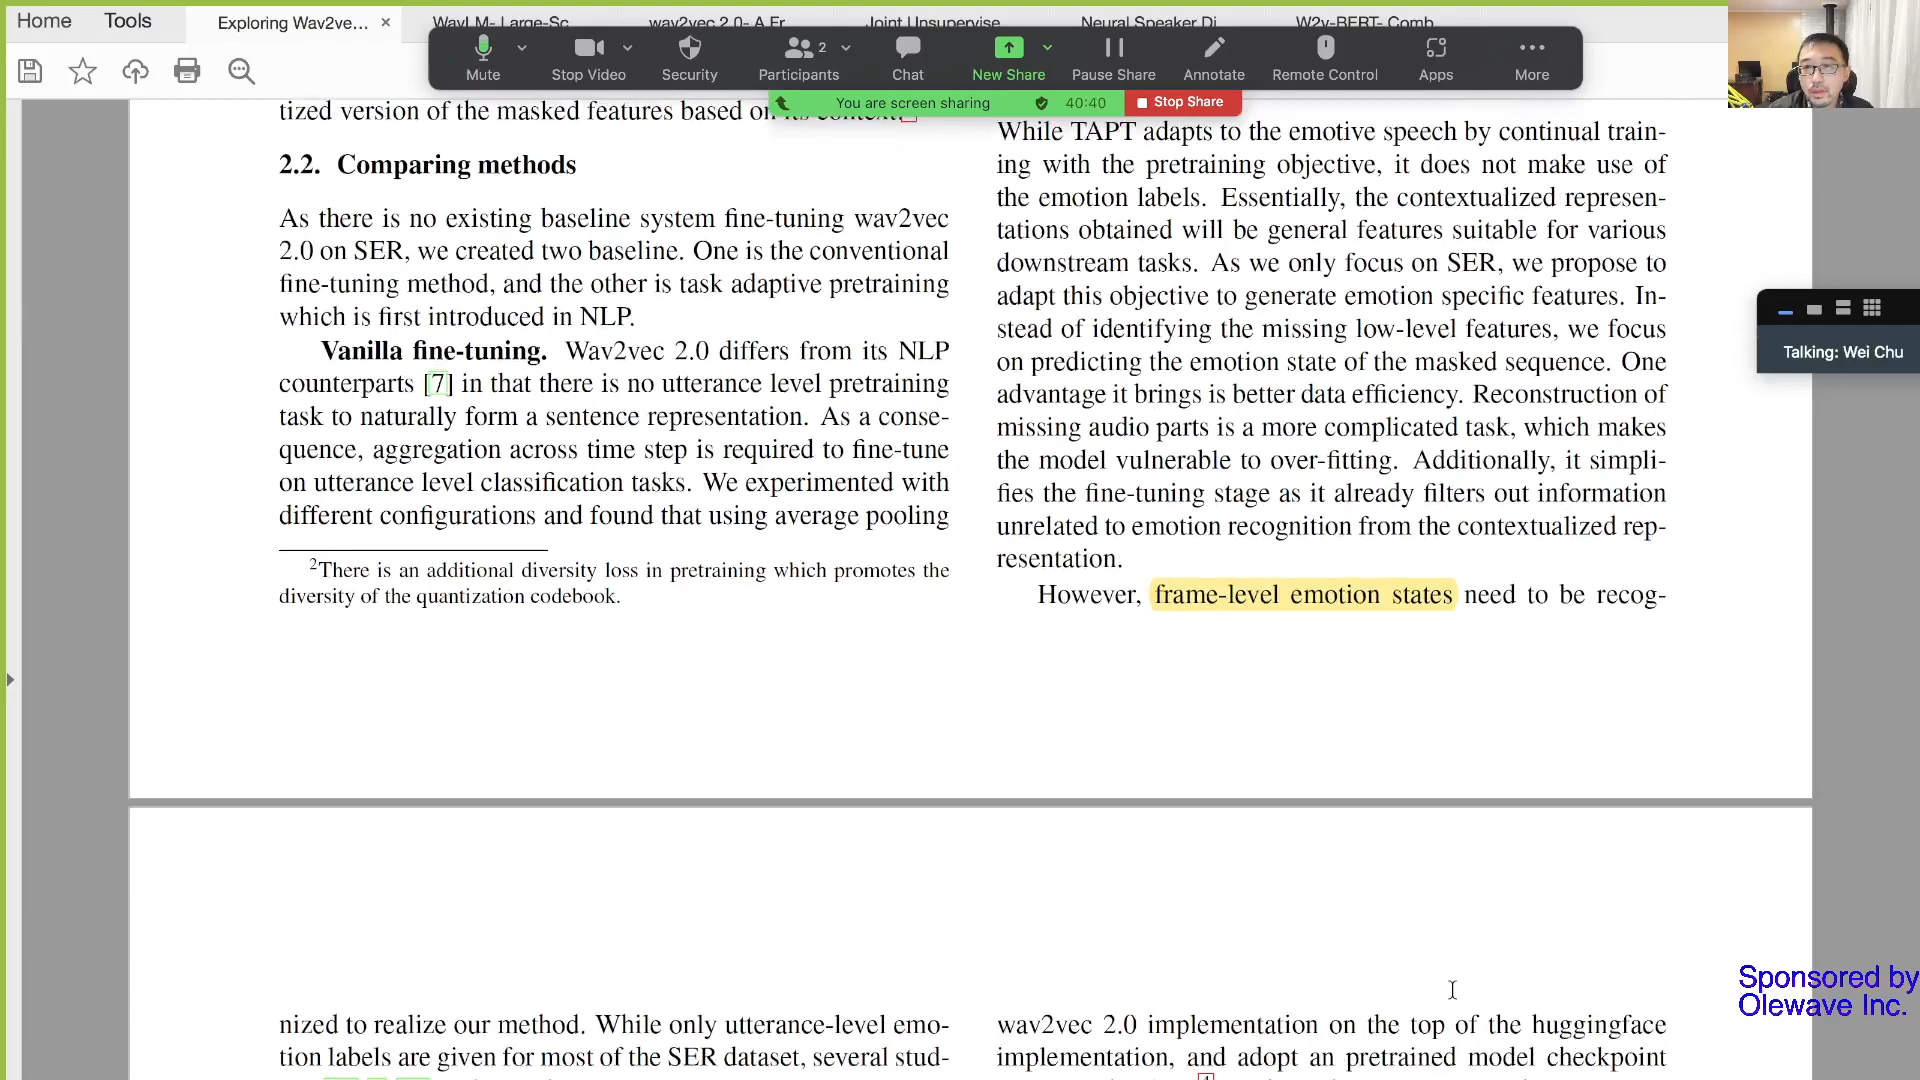 Home
Tools
Exploring Wav2ve...
×
WavLM- Large-Sc
wav2vec 2.0- A Fr
Joint Unsupervise
Neural Speaker Di
W2v-BERT- Comb
Mute
Stop Video
Security
2
Participants
Chat
New Share
Pause Share
Annotate
Remote Control
Apps
More
You are screen sharing
40:40
Stop Share
Talking: Wei Chu
tized version of the masked features based on its context.
2.2. Comparing methods
As there is no existing baseline system fine-tuning wav2vec
2.0 on SER, we created two baseline. One is the conventional
fine-tuning method, and the other is task adaptive pretraining
which is first introduced in NLP.
Vanilla fine-tuning. Wav2vec 2.0 differs from its NLP
counterparts [7] in that there is no utterance level pretraining
task to naturally form a sentence representation. As a conse-
quence, aggregation across time step is required to fine-tune
on utterance level classification tasks. We experimented with
different configurations and found that using average pooling
2There is an additional diversity loss in pretraining which promotes the
diversity of the quantization codebook.
While TAPT adapts to the emotive speech by continual train-
ing with the pretraining objective, it does not make use of
the emotion labels. Essentially, the contextualized represen-
tations obtained will be general features suitable for various
downstream tasks. As we only focus on SER, we propose to
adapt this objective to generate emotion specific features. In-
stead of identifying the missing low-level features, we focus
on predicting the emotion state of the masked sequence. One
advantage it brings is better data efficiency. Reconstruction of
missing audio parts is a more complicated task, which makes
the model vulnerable to over-fitting. Additionally, it simpli-
fies the fine-tuning stage as it already filters out information
unrelated to emotion recognition from the contextualized rep-
resentation.
However, frame-level emotion states need to be recog-
nized to realize our method. While only utterance-level emo-
tion labels are given for most of the SER dataset, several stud-
wav2vec 2.0 implementation on the top of the huggingface
implementation, and adopt an pretrained model checkpoint
Sponsored by
Olewave Inc.